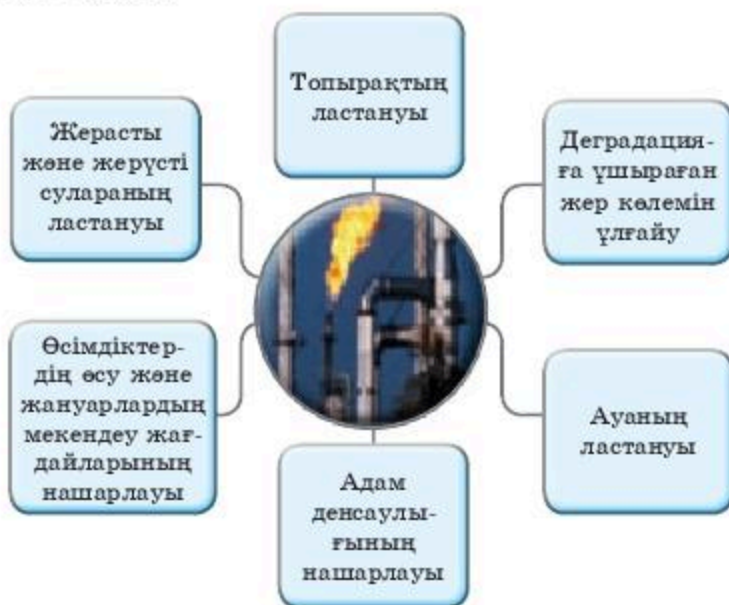 Топырақтың
ластануы
Жерасты
және жерүсті
сулараның
ластануы
Деградация-
ға ұшыраған
жер көлемін
ұлғайу
Өсімдіктер-
дің өсу және
жануарлардың
мекендеу жағ-
дайларының
нашарлауы
Ауаның
ластануы
Адам
денсаулы-
ғының
нашарлауы